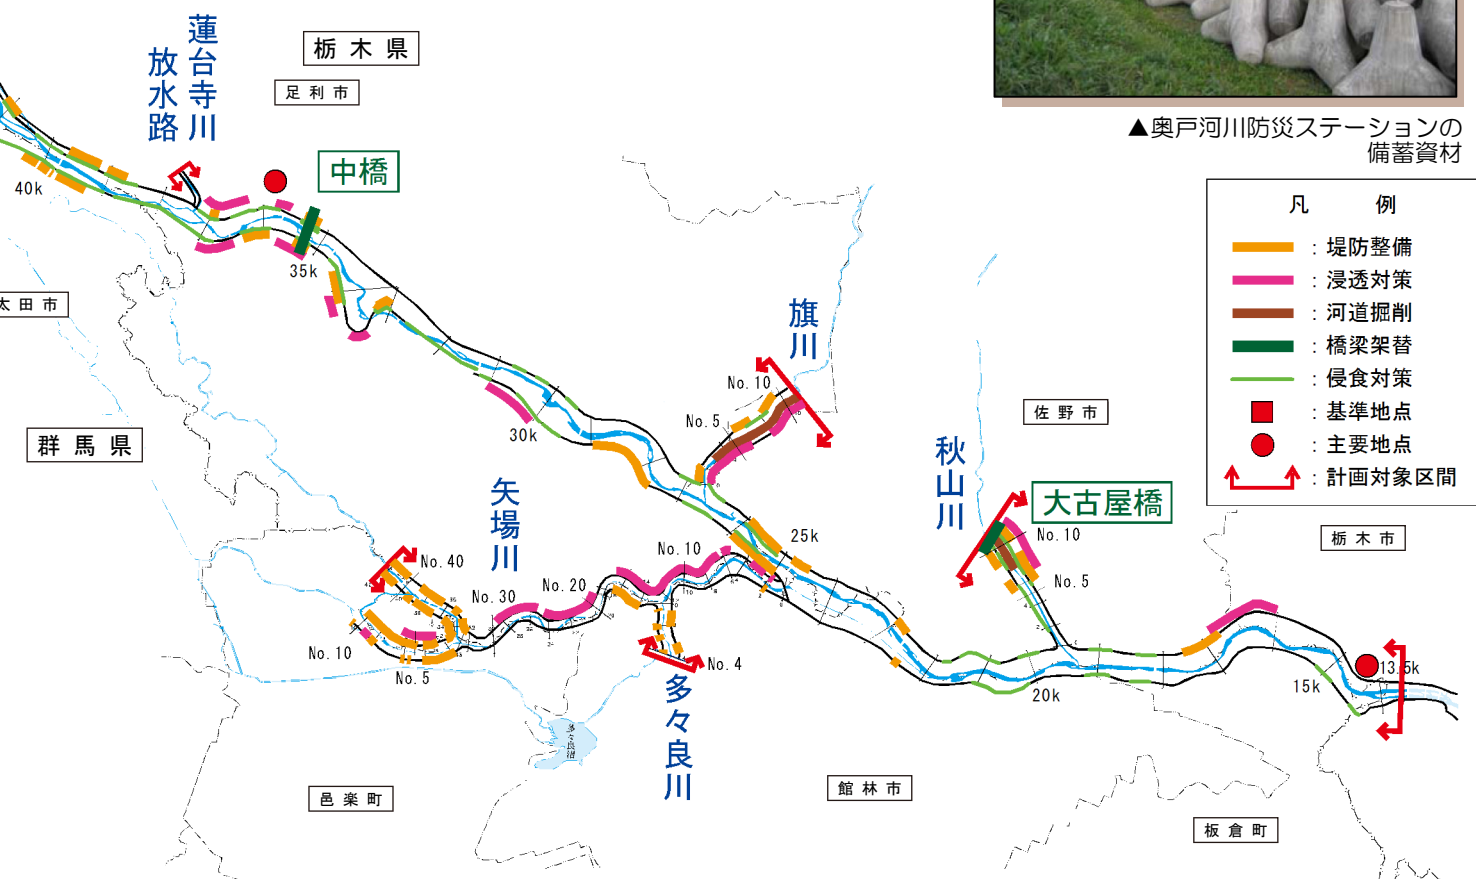 蓮台寺川
放水路
栃木県
足利市
中橋
▲奥戸河川防災ステーションの
備蓄資材
凡 例
：堤防整備
：浸透対策
：河道掘削
：橋梁架替
：侵食対策
：基準地点
：主要地点
：計画対象区間
40k
35k
太田市
旗川
No.10
No.5
佐野市
30k
群馬県
秋山川
大古屋橋
No.10
No.5
栃木市
矢場川
25k
No.10
No.20
No.30
No.40
No.10
No.5
No.4
多々良川
多々良沼
20k
15k
13.5k
邑楽町
館林市
板倉町